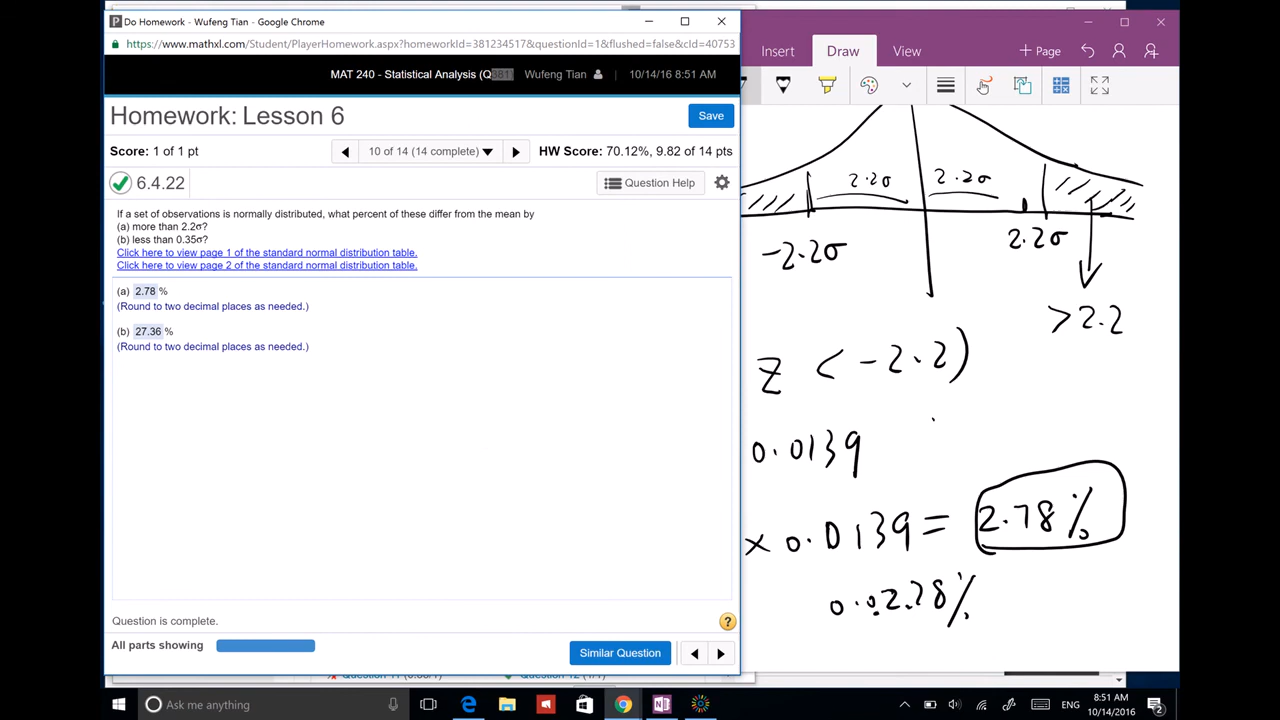 Do Homework - Wufeng Tian - Google Chrome
https://www.mathxl.com/Student/PlayerHomework.aspx?homeworkId=381234517&questionId=1&flushed=false&cId=40753
MAT 240 - Statistical Analysis (Q381) Wufeng Tian 10/14/16 8:51 AM
Homework: Lesson 6
Save
Score: 1 of 1 pt
10 of 14 (14 complete)
HW Score: 70.12%, 9.82 of 14 pts
6.4.22
Question Help
If a set of observations is normally distributed, what percent of these differ from the mean by
(a) more than 2.2σ?
(b) less than 0.35σ?
Click here to view page 1 of the standard normal distribution table.
Click here to view page 2 of the standard normal distribution table.
(a) 2.78 %
(Round to two decimal places as needed.)
(b) 27.36 %
(Round to two decimal places as needed.)
Question is complete.
?
All parts showing
Similar Question
Insert Draw View + Page
2.2σ 2.2σ
-2.2σ 2.2σ
>2.2
Z < -2.2)
0.0139
× 0.0139 = 2.78%
0.02.78%
Ask me anything
ENG
8:51 AM
10/14/2016
2